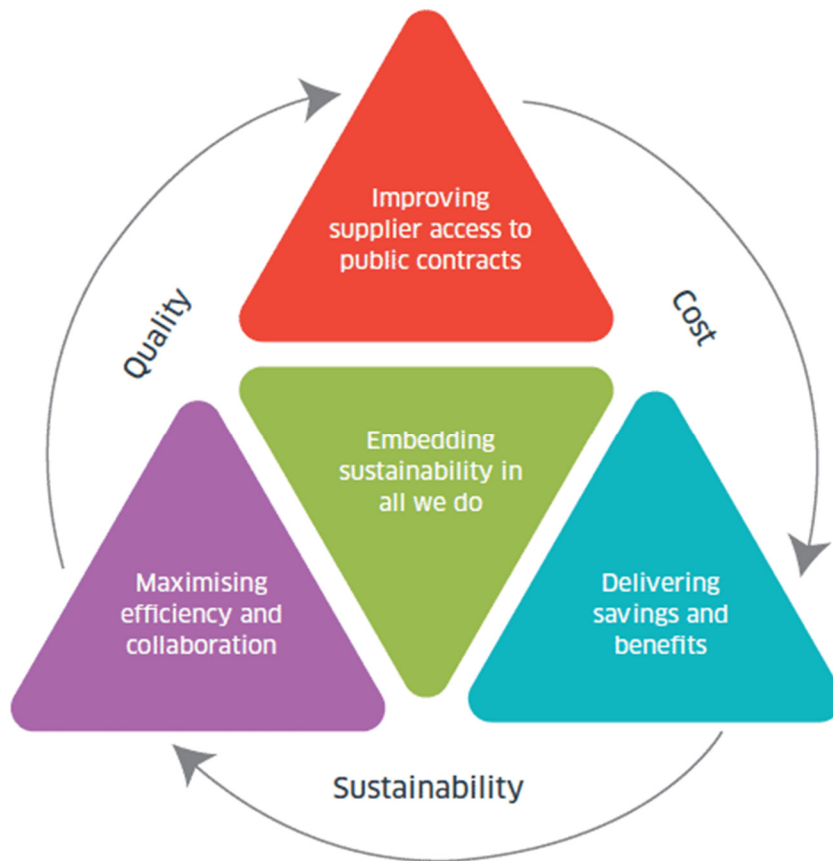 Improving
supplier access to
public contracts
Quality
Cost
Embedding
sustainability in
all we do
Maximising
efficiency and
collaboration
Delivering
savings and
benefits
Sustainability